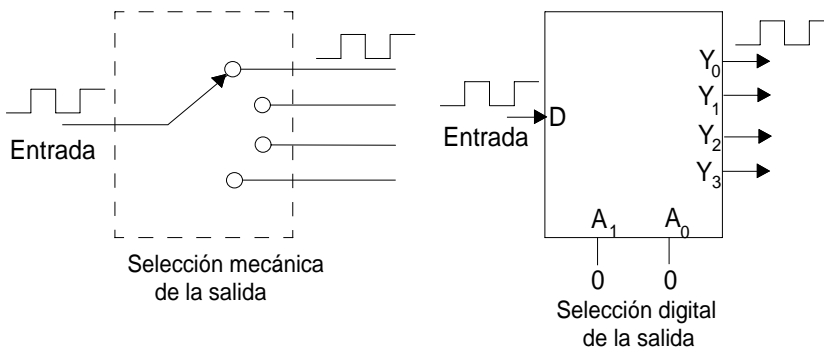 Entrada
Selección mecánica
de la salida
Entrada
D
Y0
Y1
Y2
Y3
A1 A0
0 0
Selección digital
de la salida